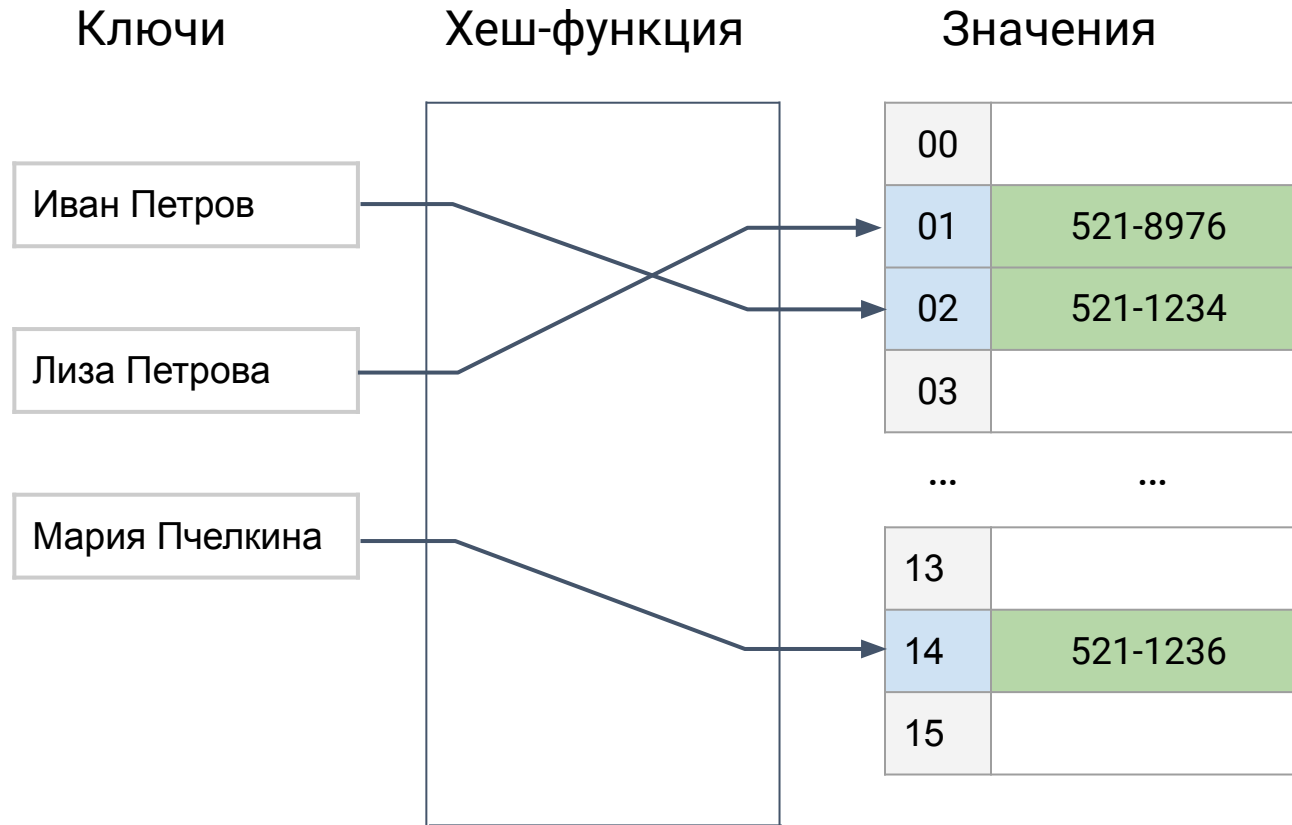 Ключи
Хеш-функция
Значения
Иван Петров
Лиза Петрова
Мария Пчелкина
00
01 521-8976
02 521-1234
03
... ...
13
14 521-1236
15